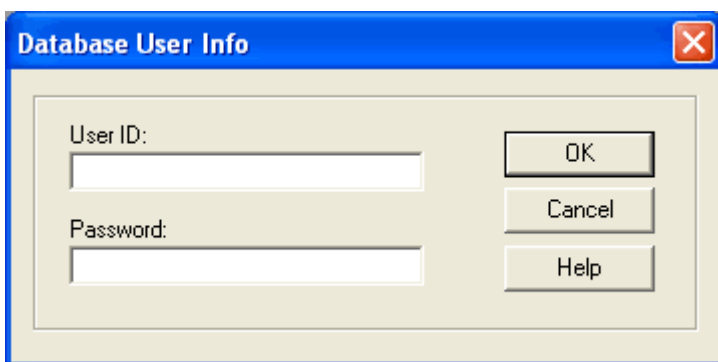 Database User Info
User ID:
OK
Cancel
Password:
Help